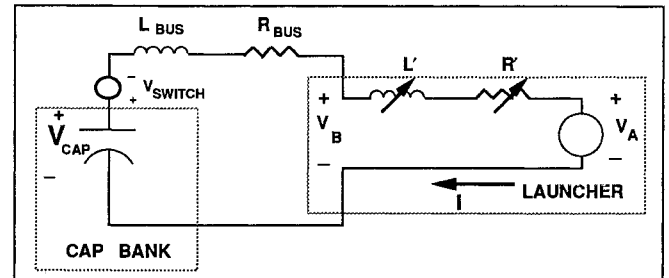 L BUS
R BUS
L'
R'
−
V SWITCH
+
+
V CAP
−
+
V B
−
+
V A
−
I
LAUNCHER
CAP BANK